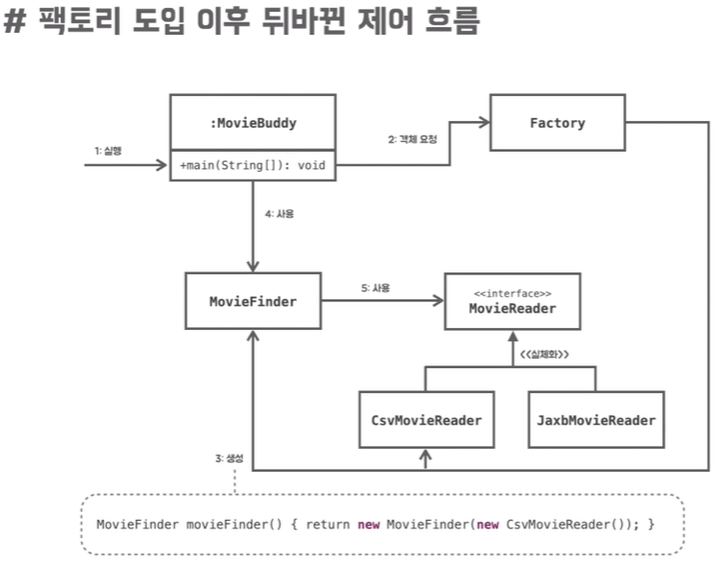 # 팩토리 도입 이후 뒤바뀐 제어 흐름
:MovieBuddy
Factory
1: 실행
2: 객체 요청
+main(String[]): void
4: 사용
MovieFinder
5: 사용
<<interface>>
MovieReader
<<실체화>>
CsvMovieReader
JaxbMovieReader
3: 생성
MovieFinder movieFinder() { return new MovieFinder(new CsvMovieReader()); }